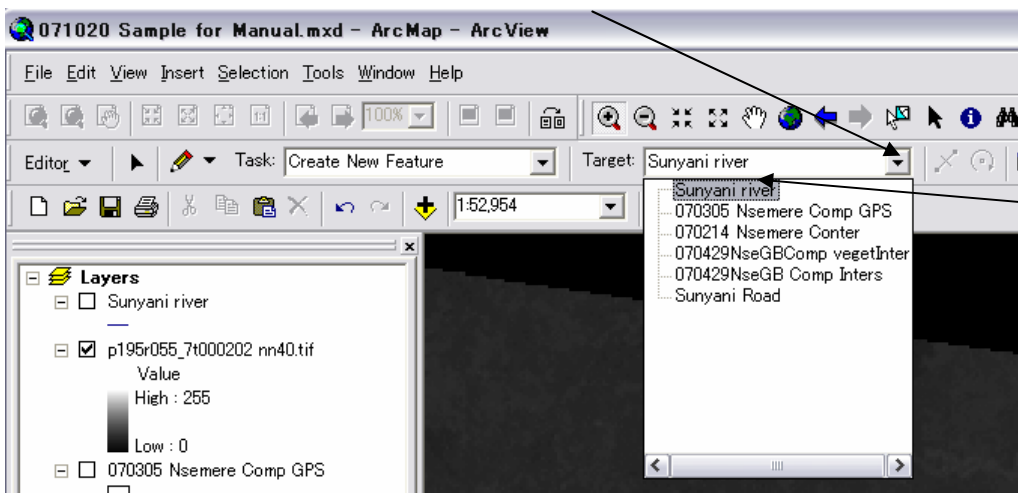 071020 Sample for Manual.mxd - ArcMap - ArcView
File Edit View Insert Selection Tools Window Help
1:1 100%
Editor Task: Create New Feature Target: Sunyani river
1:52,954
Sunyani river
070305 Nsemere Comp GPS
070214 Nsemere Conter
070429NseGBComp vegetInter
070429NseGB Comp Inters
Sunyani Road
Layers
Sunyani river
p195r055_7t000202 nn40.tif
Value
High : 255
Low : 0
070305 Nsemere Comp GPS